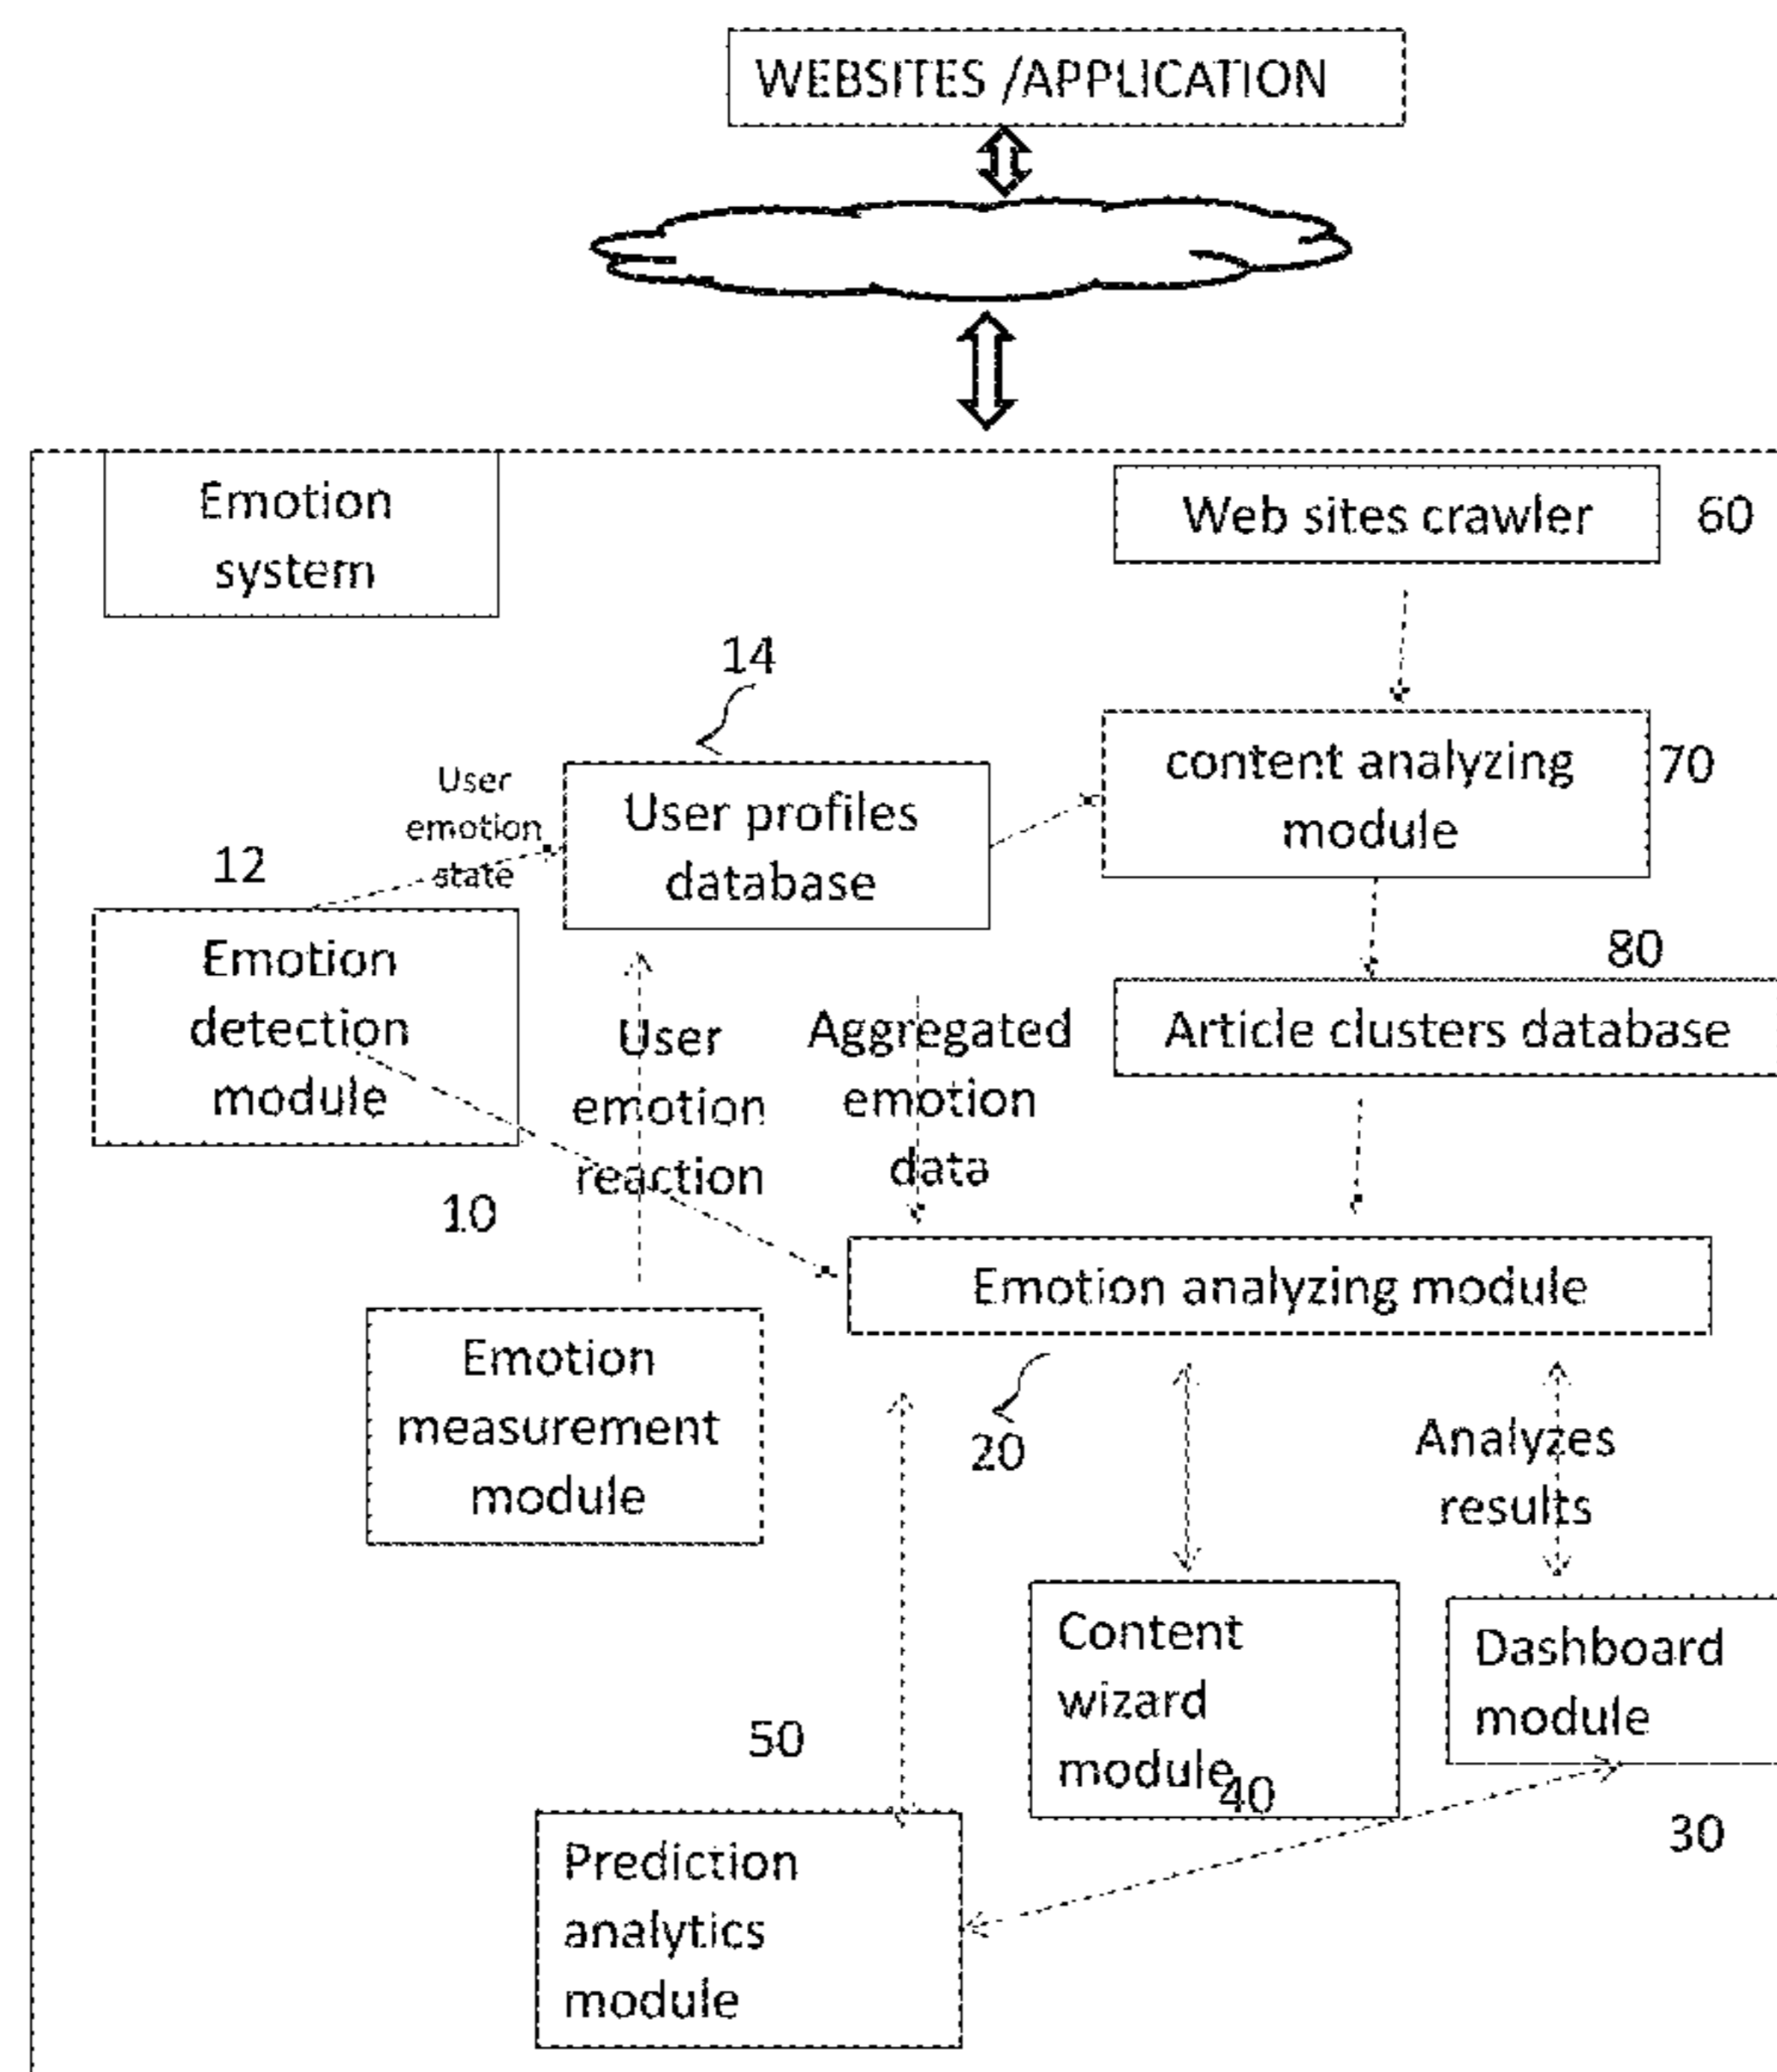 WEBSITES /APPLICATION
Emotion
system
Web sites crawler
60
14
content analyzing
module
70
User profiles
database
User
emotion
state
12
Emotion
detection
module
80
Article clusters database
User
emotion
reaction
Aggregated
emotion
data
10
Emotion analyzing module
Emotion
measurement
module
20
Analyzes
results
Content
wizard
module
40
Dashboard
module
30
50
Prediction
analytics
module